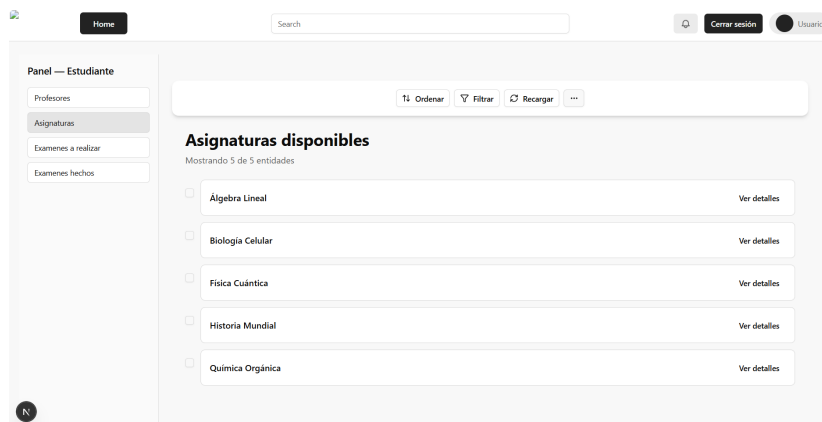 Home
Search
Cerrar sesión
Usuario
Panel — Estudiante
Profesores
Asignaturas
Examenes a realizar
Examenes hechos
Ordenar
Filtrar
Recargar
...
Asignaturas disponibles
Mostrando 5 de 5 entidades
Álgebra Lineal
Ver detalles
Biología Celular
Ver detalles
Física Cuántica
Ver detalles
Historia Mundial
Ver detalles
Química Orgánica
Ver detalles
N